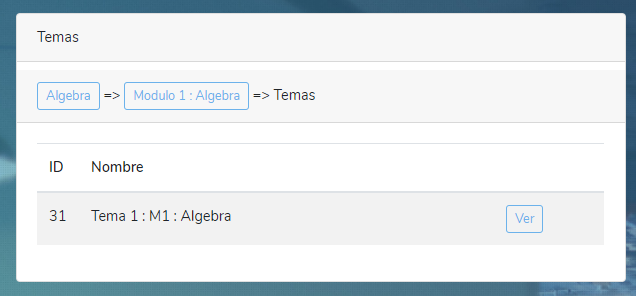 Temas
Algebra => Modulo 1 : Algebra => Temas
ID Nombre
31 Tema 1 : M1 : Algebra Ver